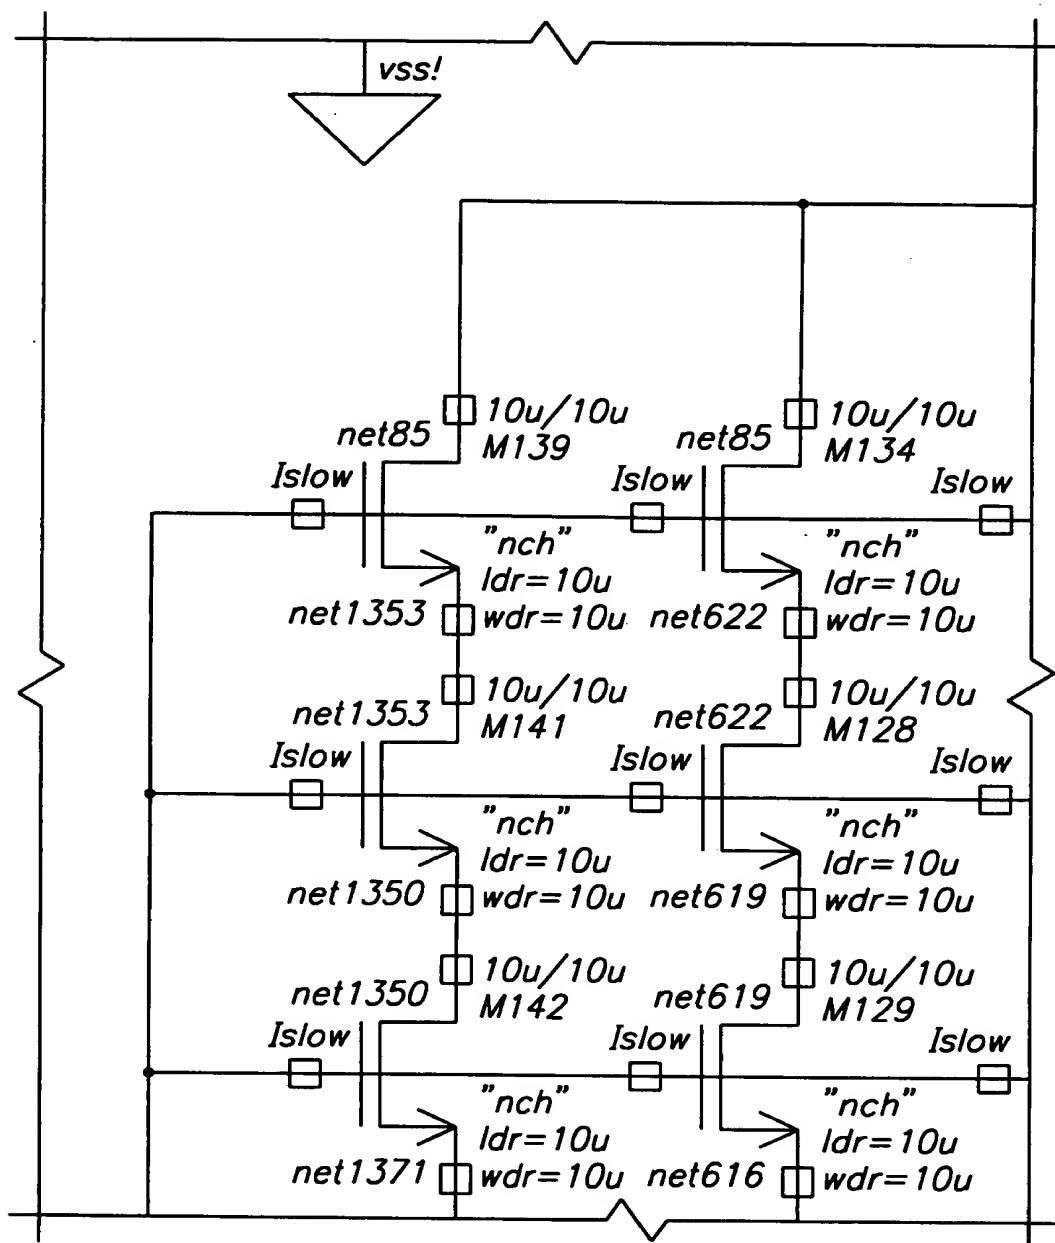 vss!
10u/10u
net85
M139
Islow
"nch"
ldr=10u
net1353
wdr=10u
10u/10u
net85
M134
Islow
Islow
"nch"
ldr=10u
net622
wdr=10u
10u/10u
net1353
M141
Islow
"nch"
ldr=10u
net1350
wdr=10u
10u/10u
net622
M128
Islow
Islow
"nch"
ldr=10u
net619
wdr=10u
10u/10u
net1350
M142
Islow
"nch"
ldr=10u
net1371
wdr=10u
10u/10u
net619
M129
Islow
Islow
"nch"
ldr=10u
net616
wdr=10u